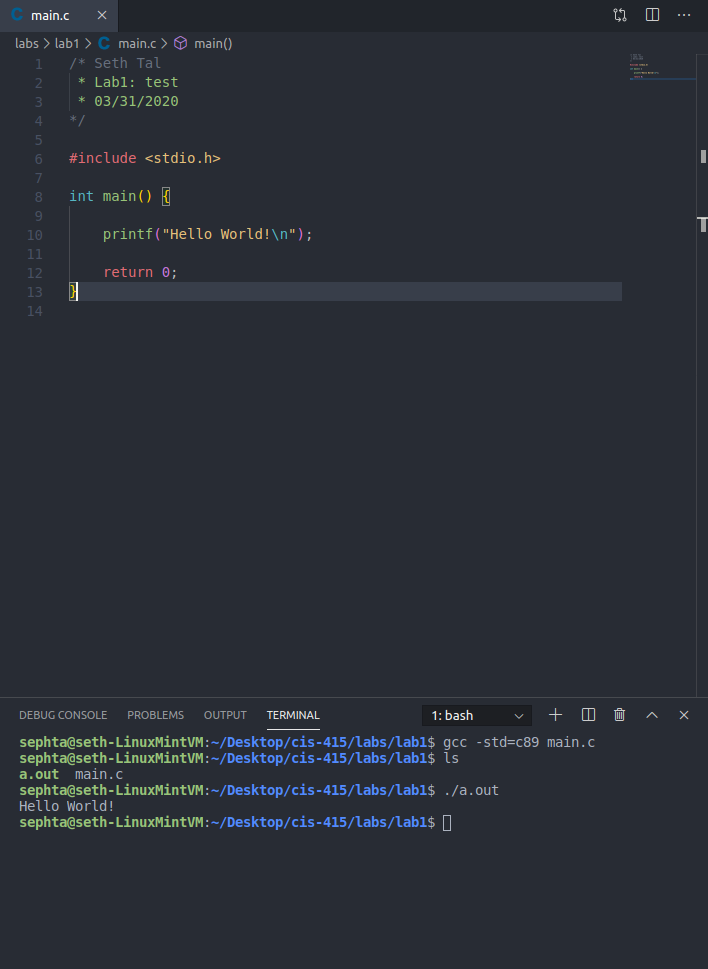 C main.c
labs > lab1 > C main.c > main()
1 /* Seth Tal
2  * Lab1: test
3  * 03/31/2020
4 */
5
6 #include <stdio.h>
7
8 int main() {
9
10     printf("Hello World!\n");
11
12     return 0;
13 }
14
DEBUG CONSOLE PROBLEMS OUTPUT TERMINAL 1: bash
sephta@seth-LinuxMintVM:~/Desktop/cis-415/labs/lab1$ gcc -std=c89 main.c
sephta@seth-LinuxMintVM:~/Desktop/cis-415/labs/lab1$ ls
a.out  main.c
sephta@seth-LinuxMintVM:~/Desktop/cis-415/labs/lab1$ ./a.out
Hello World!
sephta@seth-LinuxMintVM:~/Desktop/cis-415/labs/lab1$